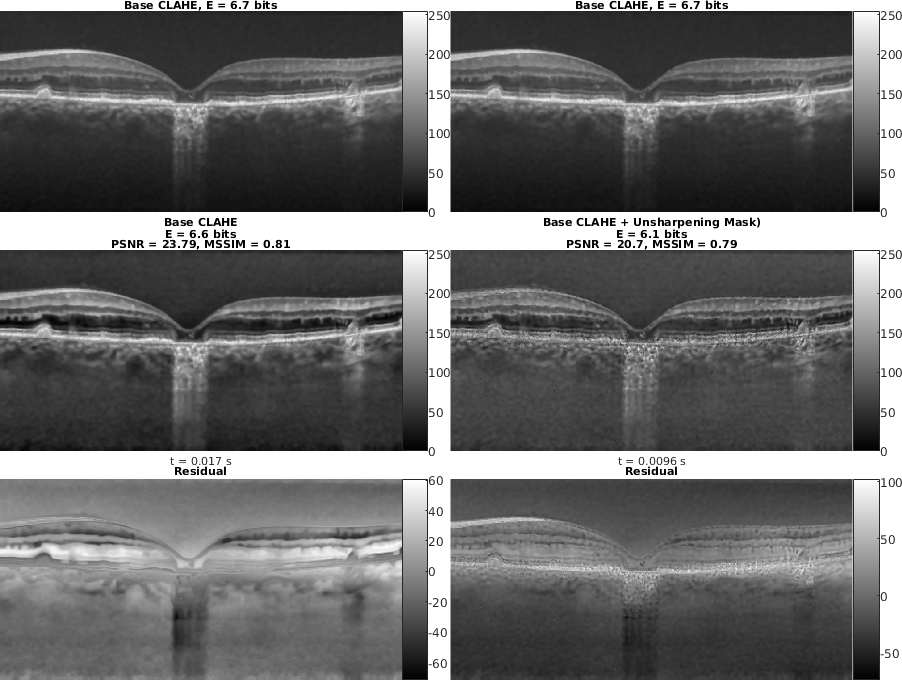 Base CLAHE, E = 6.7 bits
250
200
150
100
50
0
Base CLAHE, E = 6.7 bits
250
200
150
100
50
0
Base CLAHE
E = 6.6 bits
PSNR = 23.79, MSSIM = 0.81
250
200
150
100
50
0
t = 0.017 s
Base CLAHE + Unsharpening Mask)
E = 6.1 bits
PSNR = 20.7, MSSIM = 0.79
250
200
150
100
50
0
t = 0.0096 s
Residual
60
40
20
0
-20
-40
-60
Residual
100
50
0
-50